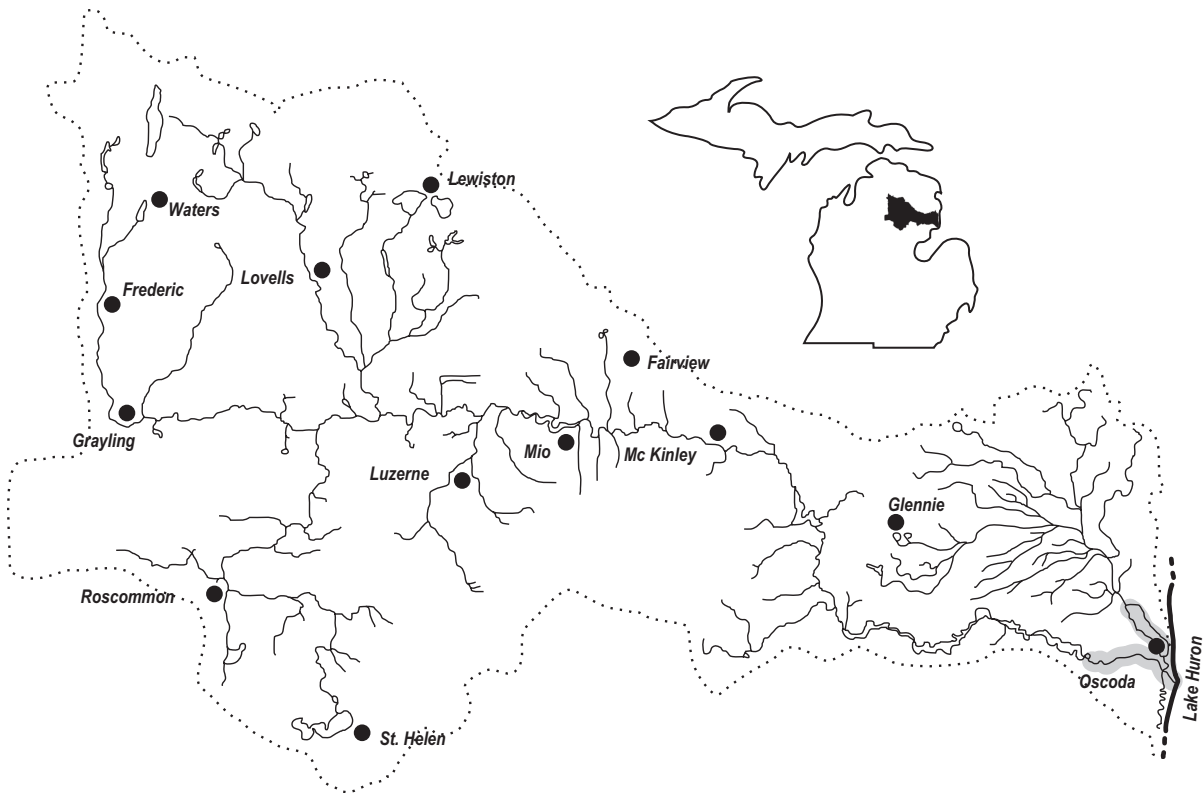 Lewiston
Waters
Lovells
Frederic
Fairview
Grayling
Mio
Mc Kinley
Luzerne
Glennie
Roscommon
Oscoda
Lake Huron
St. Helen